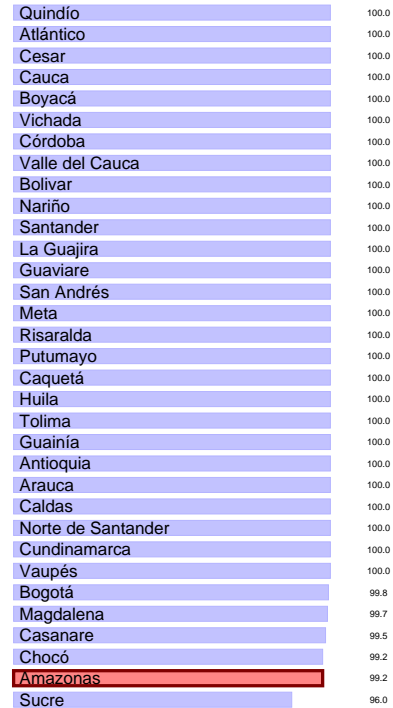 Quindío 100.0
Atlántico 100.0
Cesar 100.0
Cauca 100.0
Boyacá 100.0
Vichada 100.0
Córdoba 100.0
Valle del Cauca 100.0
Bolivar 100.0
Nariño 100.0
Santander 100.0
La Guajira 100.0
Guaviare 100.0
San Andrés 100.0
Meta 100.0
Risaralda 100.0
Putumayo 100.0
Caquetá 100.0
Huila 100.0
Tolima 100.0
Guainía 100.0
Antioquia 100.0
Arauca 100.0
Caldas 100.0
Norte de Santander 100.0
Cundinamarca 100.0
Vaupés 100.0
Bogotá 99.8
Magdalena 99.7
Casanare 99.5
Chocó 99.2
Amazonas 99.2
Sucre 96.0